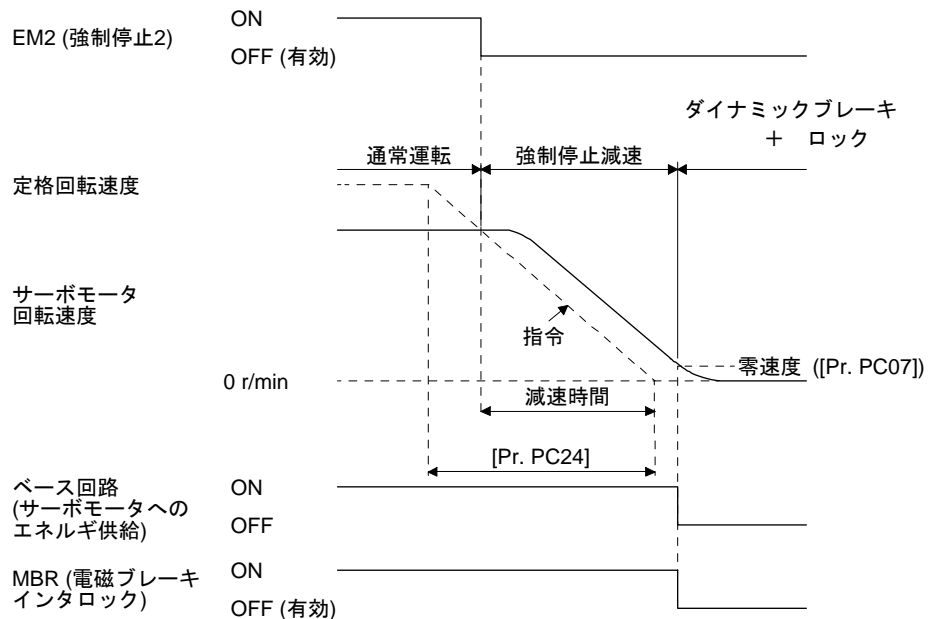 EM2 (強制停止2)
ON
OFF (有効)
ダイナミックブレーキ
+ ロック
通常運転
強制停止減速
定格回転速度
サーボモータ
回転速度
指令
零速度 ([Pr. PC07])
0 r/min
減速時間
[Pr. PC24]
ベース回路
(サーボモータへの
エネルギ供給)
ON
OFF
MBR (電磁ブレーキ
インタロック)
ON
OFF (有効)